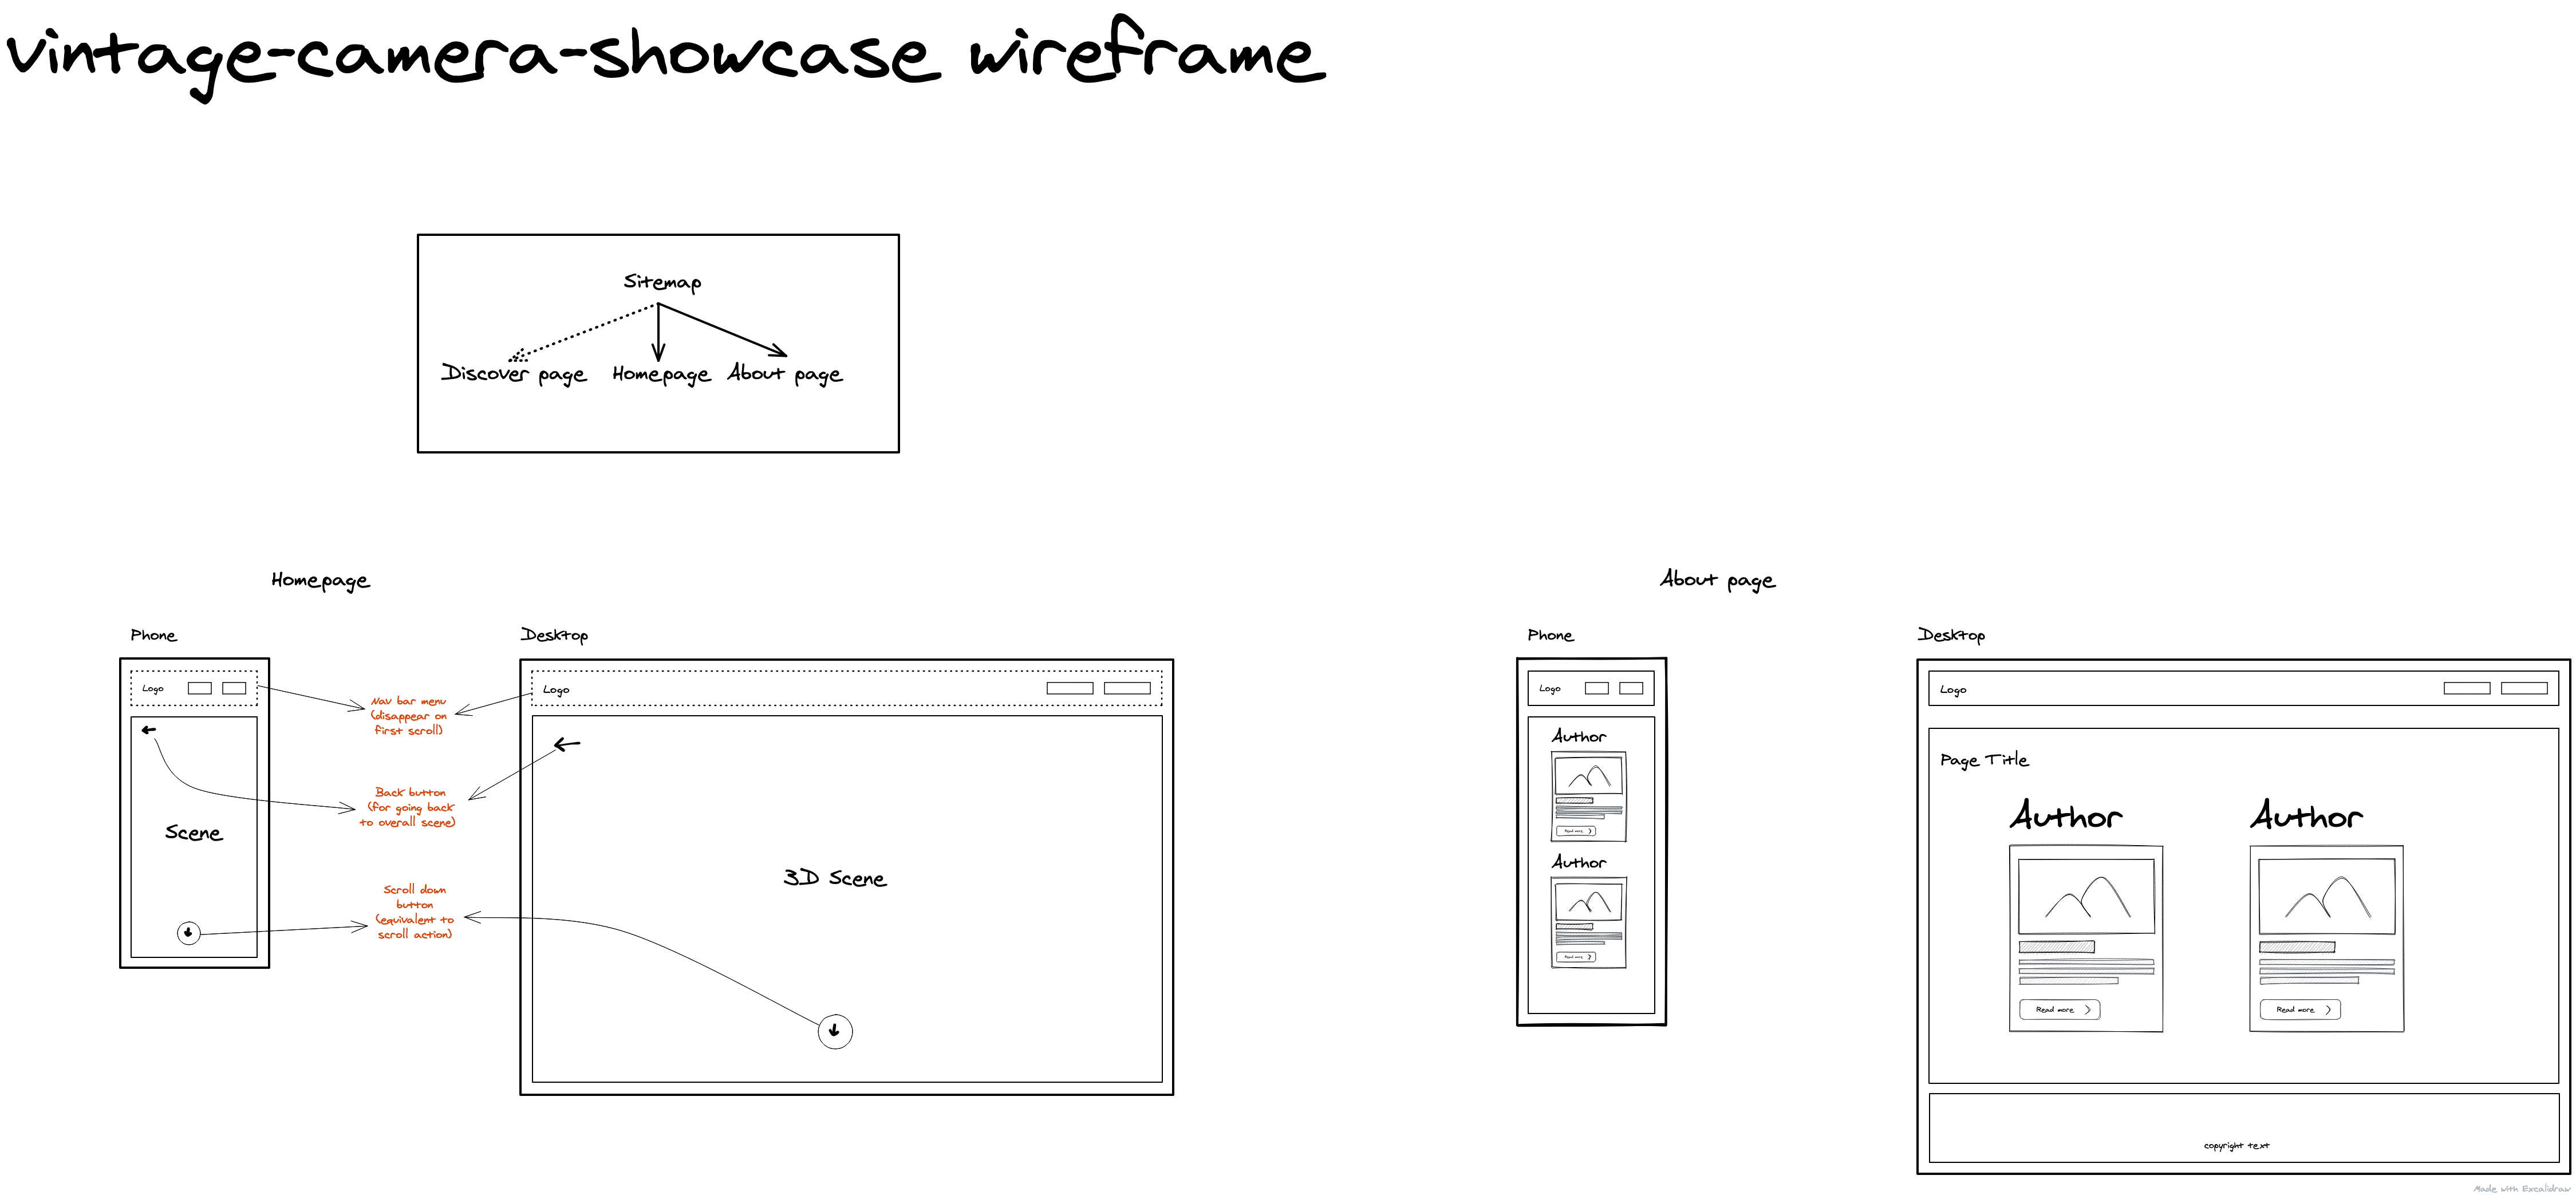 vintage-camera-showcase wireframe
Sitemap
Discover page
Homepage
About page
Homepage
Phone
Logo
Scene
Nav bar menu
(disappear on
first scroll)
Back button
(for going back
to overall scene)
Scroll down
button
(equivalent to
scroll action)
Desktop
Logo
3D Scene
About page
Phone
Logo
Author
Read more
Author
Read more
Desktop
Logo
Page Title
Author
Read more
Author
Read more
copyright text
Made with Excalidraw